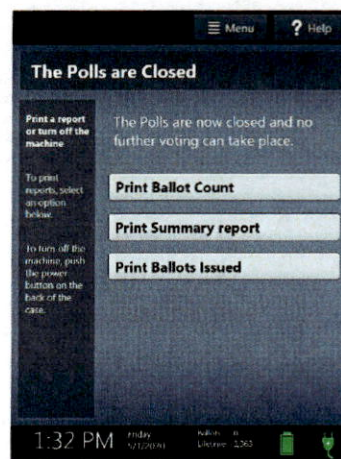 Menu ? Help
The Polls are Closed
Print a report
or turn off the
machine
To print
reports, select
an option
below.
To turn off the
machine, push
the power
button on the
back of the
case.
The Polls are now closed and no
further voting can take place.
Print Ballot Count
Print Summary report
Print Ballots Issued
1:32 PM
Friday
5/1/2020
Ballots
Lifetime